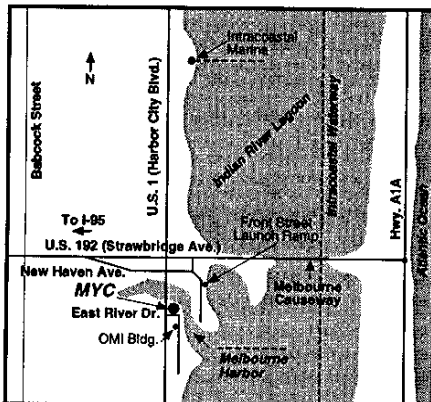 Intracoastal
Marine
N
Babcock Street
U.S. 1 (Harbor City Blvd.)
Indian River Lagoon
Intracoastal Waterway
Hwy. A1A
Atlantic Ocean
To I-95
U.S. 192 (Strawbridge Ave.)
Front Street
Launch Ramp
New Haven Ave.
MYC
East River Dr.
OMI Bldg.
Melbourne
Causeway
Melbourne
Harbor